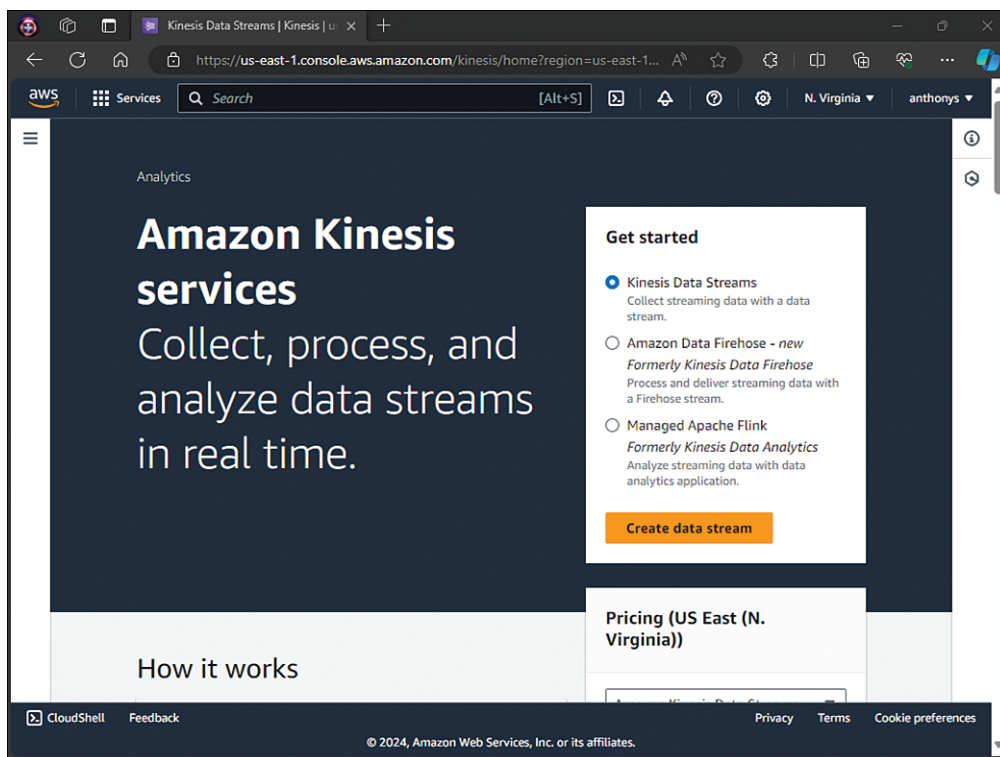 Kinesis Data Streams | Kinesis | u
https://us-east-1.console.aws.amazon.com/kinesis/home?region=us-east-1...
aws
Services
Search
[Alt+S]
N. Virginia
anthonys
Analytics
Amazon Kinesis
services
Collect, process, and
analyze data streams
in real time.
Get started
Kinesis Data Streams
Collect streaming data with a data
stream.
Amazon Data Firehose - new
Formerly Kinesis Data Firehose
Process and deliver streaming data with
a Firehose stream.
Managed Apache Flink
Formerly Kinesis Data Analytics
Analyze streaming data with data
analytics application.
Create data stream
Pricing (US East (N.
Virginia))
How it works
Amazon Kinesis Data Streams
CloudShell
Feedback
Privacy
Terms
Cookie preferences
© 2024, Amazon Web Services, Inc. or its affiliates.